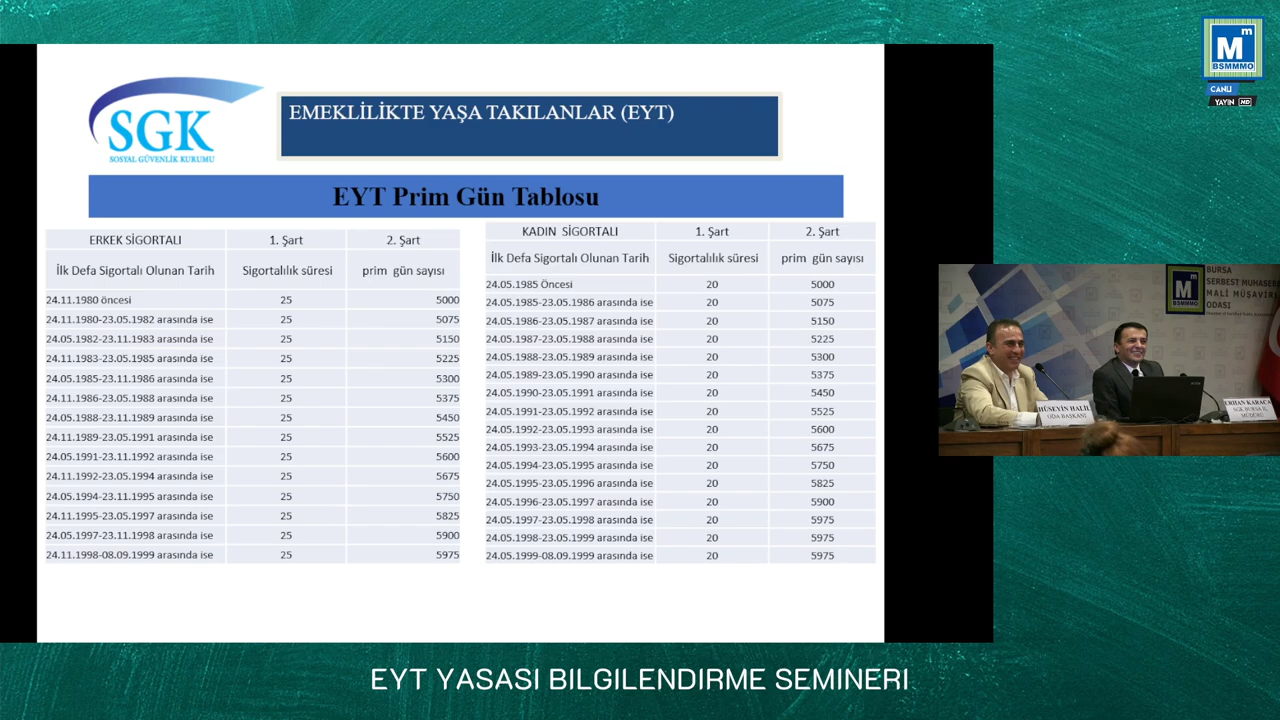 SGK
SOSYAL GÜVENLİK KURUMU
EMEKLİLİKTE YAŞA TAKILANLAR (EYT)
EYT Prim Gün Tablosu
ERKEK SİGORTALI 1. Şart 2. Şart
İlk Defa Sigortalı Olunan Tarih Sigortalılık süresi prim gün sayısı
24.11.1980 öncesi 25 5000
24.11.1980-23.05.1982 arasında ise 25 5075
24.05.1982-23.11.1983 arasında ise 25 5150
24.11.1983-23.05.1985 arasında ise 25 5225
24.05.1985-23.11.1986 arasında ise 25 5300
24.11.1986-23.05.1988 arasında ise 25 5375
24.05.1988-23.11.1989 arasında ise 25 5450
24.11.1989-23.05.1991 arasında ise 25 5525
24.05.1991-23.11.1992 arasında ise 25 5600
24.11.1992-23.05.1994 arasında ise 25 5675
24.05.1994-23.11.1995 arasında ise 25 5750
24.11.1995-23.05.1997 arasında ise 25 5825
24.05.1997-23.11.1998 arasında ise 25 5900
24.11.1998-08.09.1999 arasında ise 25 5975
KADIN SİGORTALI 1. Şart 2. Şart
İlk Defa Sigortalı Olunan Tarih Sigortalılık süresi prim gün sayısı
24.05.1985 Öncesi 20 5000
24.05.1985-23.05.1986 arasında ise 20 5075
24.05.1986-23.05.1987 arasında ise 20 5150
24.05.1987-23.05.1988 arasında ise 20 5225
24.05.1988-23.05.1989 arasında ise 20 5300
24.05.1989-23.05.1990 arasında ise 20 5375
24.05.1990-23.05.1991 arasında ise 20 5450
24.05.1991-23.05.1992 arasında ise 20 5525
24.05.1992-23.05.1993 arasında ise 20 5600
24.05.1993-23.05.1994 arasında ise 20 5675
24.05.1994-23.05.1995 arasında ise 20 5750
24.05.1995-23.05.1996 arasında ise 20 5825
24.05.1996-23.05.1997 arasında ise 20 5900
24.05.1997-23.05.1998 arasında ise 20 5975
24.05.1998-23.05.1999 arasında ise 20 5975
24.05.1999-08.09.1999 arasında ise 20 5975
Mm
BSMMMO
CANLI
YAYIN HD
Mm
BSMMMO
BURSA
SERBEST MUHASEBE
MALİ MÜŞAVİR
ODASI
HÜSEYİN HALİL
ODA BAŞKANI
ERHAN KARACA
SGK BURSA İL
MÜDÜRÜ
EYT YASASI BILGILENDIRME SEMINERI